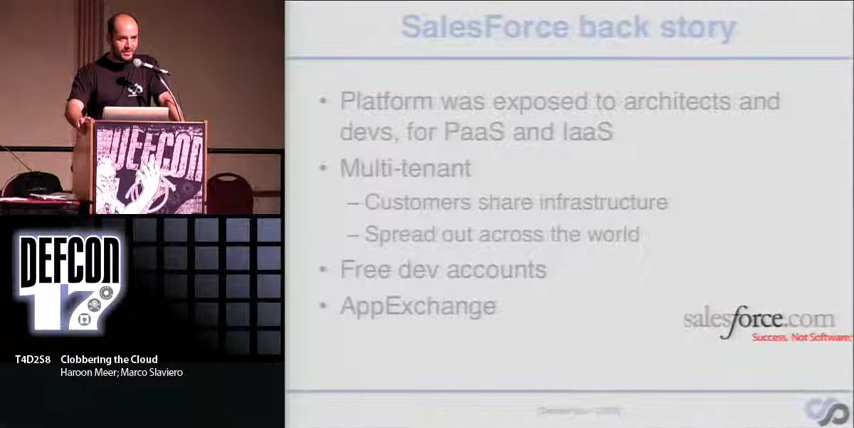 SalesForce back story
• Platform was exposed to architects and
devs, for PaaS and IaaS
• Multi-tenant
– Customers share infrastructure
– Spread out across the world
• Free dev accounts
• AppExchange
salesforce.com
Success. Not Software.
DEFCON
DEFCON
17
T4D258 Clobbering the Cloud
Haroon Meer; Marco Slaviero